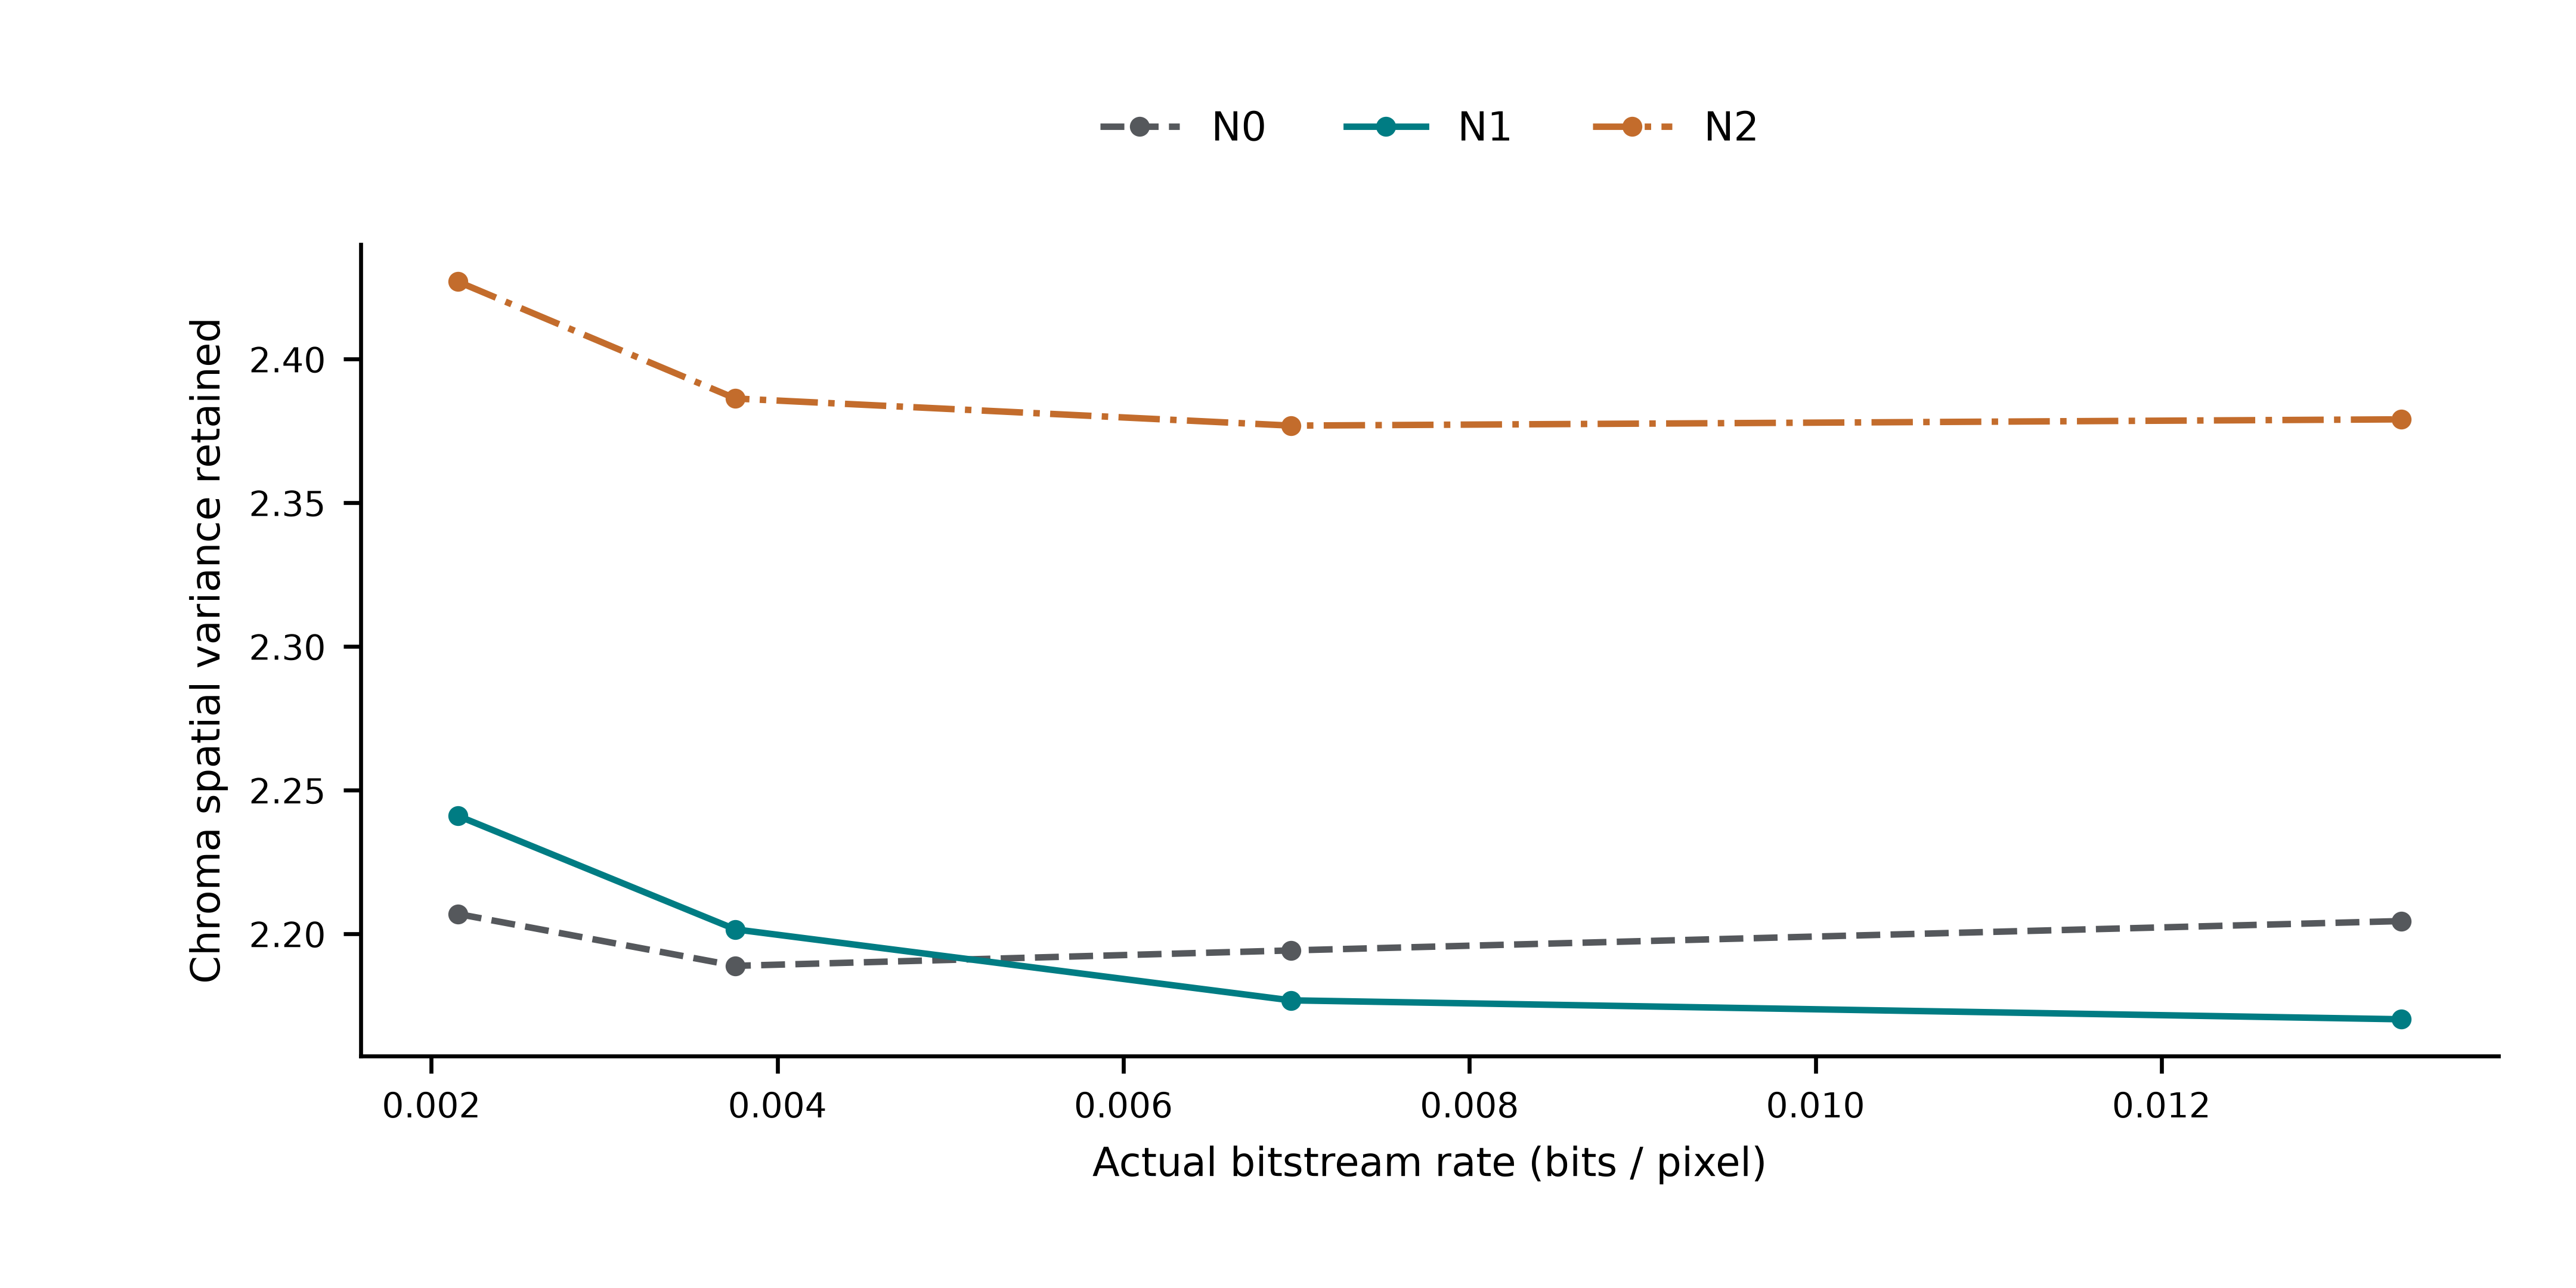 N0 N1 N2
Chroma spatial variance retained
2.40
2.35
2.30
2.25
2.20
0.002 0.004 0.006 0.008 0.010 0.012
Actual bitstream rate (bits / pixel)